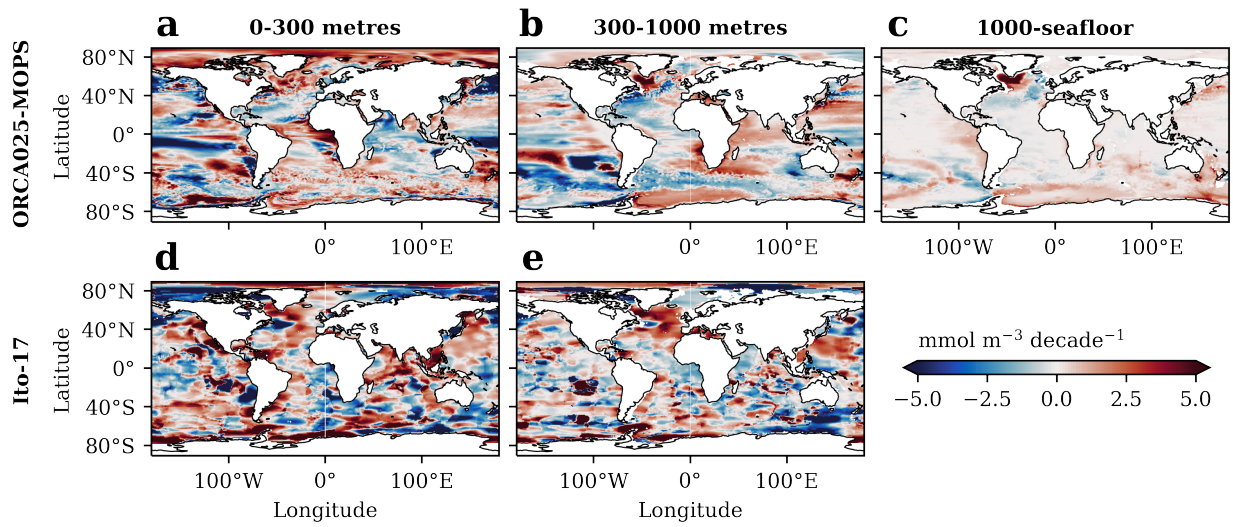 a 0-300 metres
b 300-1000 metres
c 1000-seafloor
ORCA025-MOPS
Latitude
80°N
40°N
0°
40°S
80°S
0° 100°E
0° 100°E
100°W 0° 100°E
d
e
Ito-17
Latitude
80°N
40°N
0°
40°S
80°S
100°W 0° 100°E
100°W 0° 100°E
Longitude
Longitude
mmol m⁻³ decade⁻¹
−5.0 −2.5 0.0 2.5 5.0